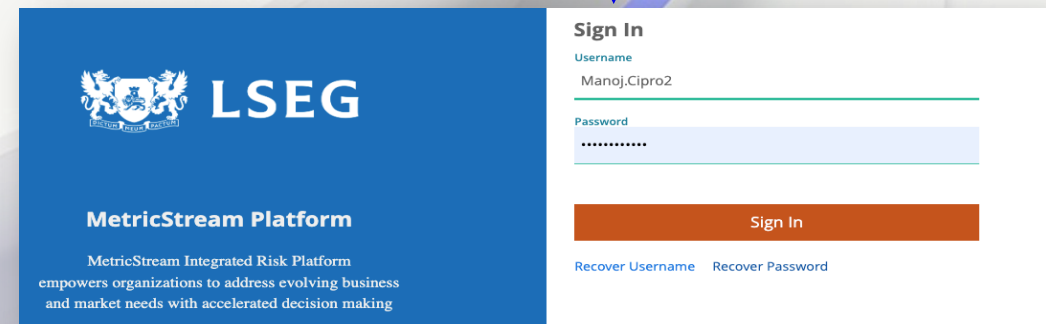 LSEG
DICTUM MEUM PACTUM
MetricStream Platform
MetricStream Integrated Risk Platform
empowers organizations to address evolving business
and market needs with accelerated decision making
Sign In
Username
Manoj.Cipro2
Password
••••••••••••
Sign In
Recover Username Recover Password